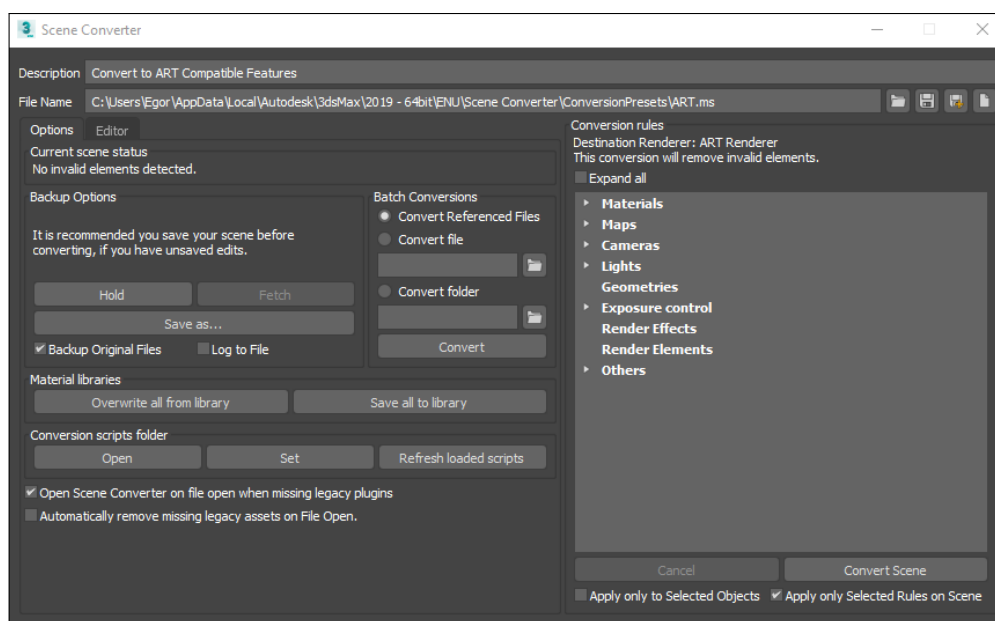 3 Scene Converter
Description Convert to ART Compatible Features
File Name C:\Users\Egor\AppData\Local\Autodesk\3dsMax\2019 - 64bit\ENU\Scene Converter\ConversionPresets\ART.ms
Options Editor
Current scene status
No invalid elements detected.
Backup Options
It is recommended you save your scene before
converting, if you have unsaved edits.
Hold Fetch
Save as...
Backup Original Files Log to File
Batch Conversions
Convert Referenced Files
Convert file
Convert folder
Convert
Material libraries
Overwrite all from library Save all to library
Conversion scripts folder
Open Set Refresh loaded scripts
Open Scene Converter on file open when missing legacy plugins
Automatically remove missing legacy assets on File Open.
Conversion rules
Destination Renderer: ART Renderer
This conversion will remove invalid elements.
Expand all
Materials
Maps
Cameras
Lights
Geometries
Exposure control
Render Effects
Render Elements
Others
Cancel Convert Scene
Apply only to Selected Objects Apply only Selected Rules on Scene